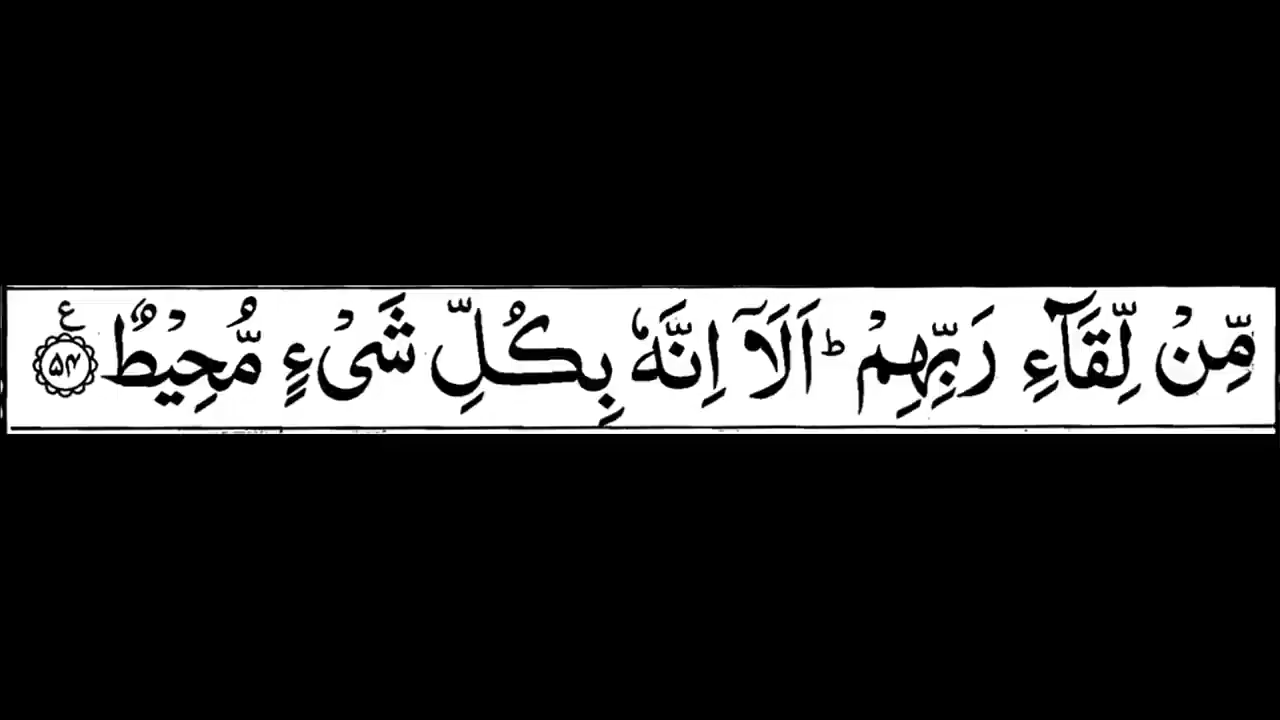 مِّنْ لِّقَآءِ رَبِّهِمْ ؕ اَلَاۤ اِنَّهٗ بِكُلِّ شَیْءٍ مُّحِیْطٌ ۵۴ ع